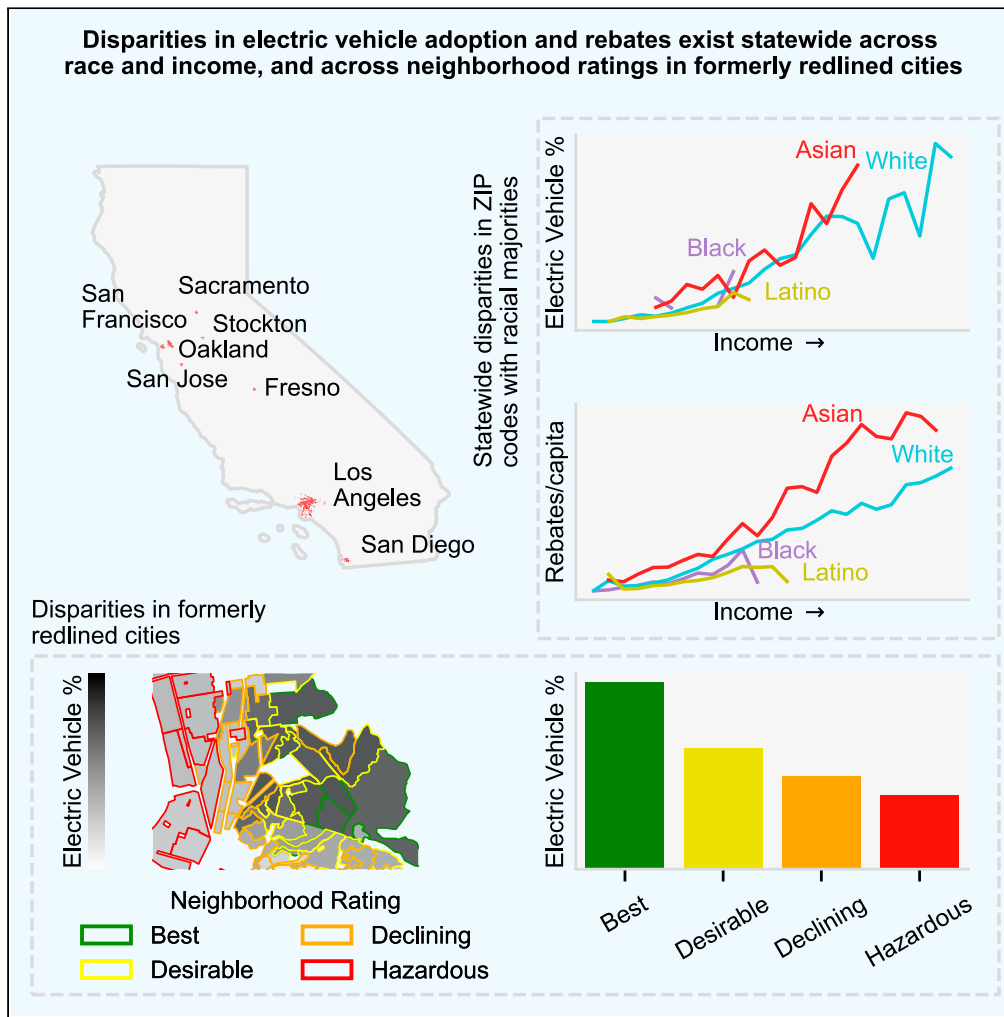 Disparities in electric vehicle adoption and rebates exist statewide across
race and income, and across neighborhood ratings in formerly redlined cities
San
Francisco
Sacramento
Stockton
Oakland
San Jose
Fresno
Los
Angeles
San Diego
Statewide disparities in ZIP
codes with racial majorities
Electric Vehicle %
Asian
White
Black
Latino
Income →
Rebates/capita
Asian
White
Black
Latino
Income →
Disparities in formerly
redlined cities
Electric Vehicle %
Neighborhood Rating
Best
Declining
Desirable
Hazardous
Electric Vehicle %
Best
Desirable
Declining
Hazardous